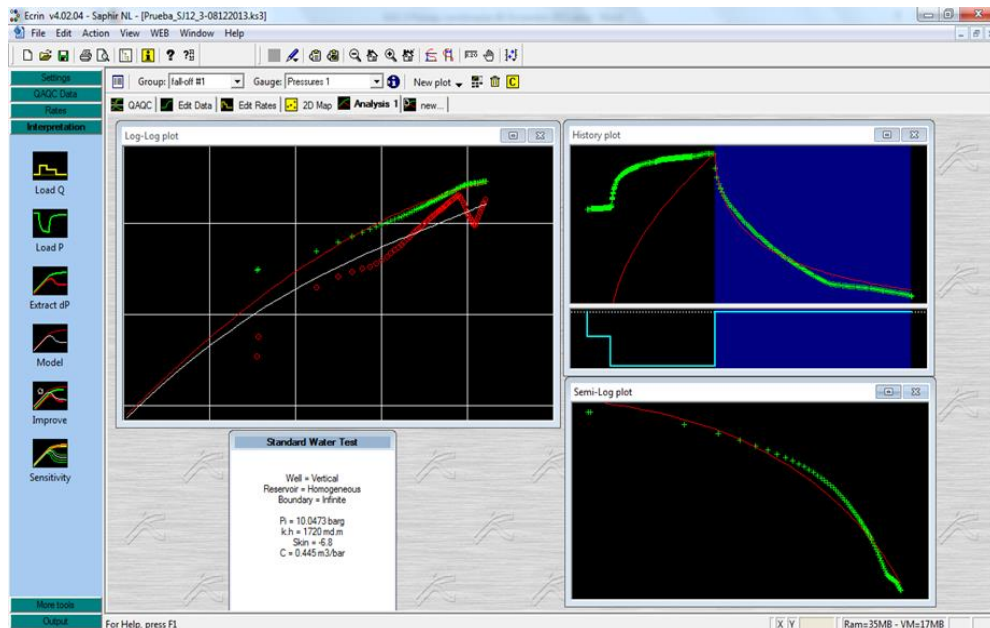 Ecrin v4.02.04 - Saphir NL - [Prueba_SJ12_3-08122013.ks3]
File Edit Action View WEB Window Help
Settings
QAQC Data
Rates
Interpretation
Load Q
Load P
Extract dP
Model
Improve
Sensitivity
More tools
Output
Group: fall-off #1 Gauge: Pressures 1 New plot C
QAQC Edit Data Edit Rates 2D Map Analysis 1 new...
Log-Log plot
History plot
Semi-Log plot
Standard Water Test
Well = Vertical
Reservoir = Homogeneous
Boundary = Infinite
Pi = 10.0473 barg
k.h = 1720 md.m
Skin = -6.8
C = 0.445 m3/bar
For Help, press F1
X Y Ram=35MB - VM=17MB